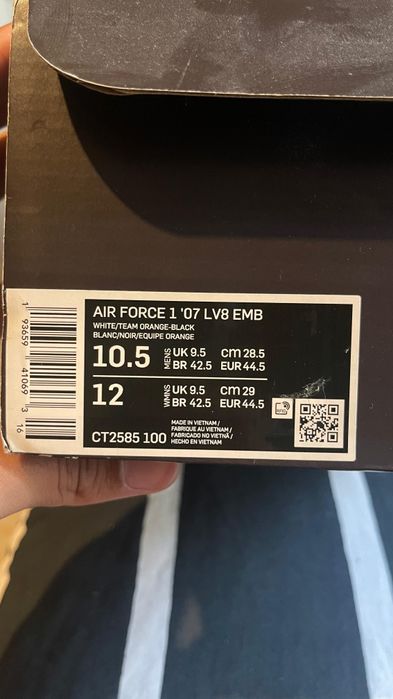 AIR FORCE 1 '07 LV8 EMB
WHITE/TEAM ORANGE-BLACK
BLANC/NOIR/EQUIPE ORANGE
10.5 MENS UK 9.5 cm 28.5
BR 42.5 EUR 44.5
12 WMNS UK 9.5 cm 29
BR 42.5 EUR 44.5
CT2585 100
MADE IN VIETNAM /
FABRIQUE AU VIETNAM /
FABRICADO NO VIETNÃ /
HECHO EN VIETNAM
1 93659 41069 3 16